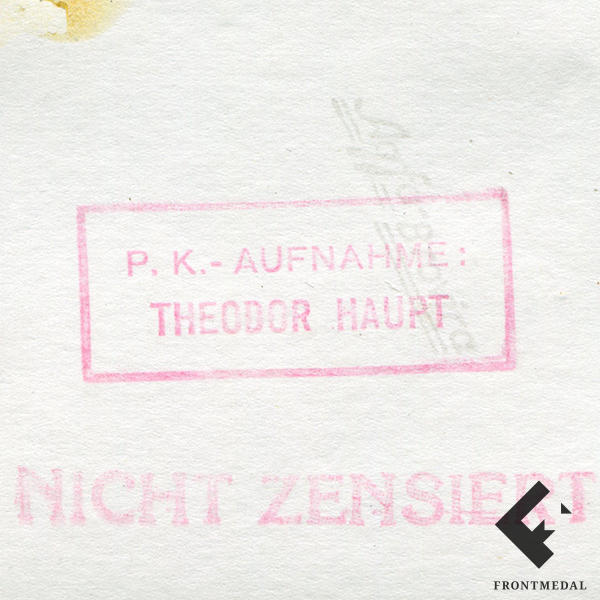 P. K.- AUFNAHME:
THEODOR HAUPT
NICHT ZENSIERT
FRONTMEDAL